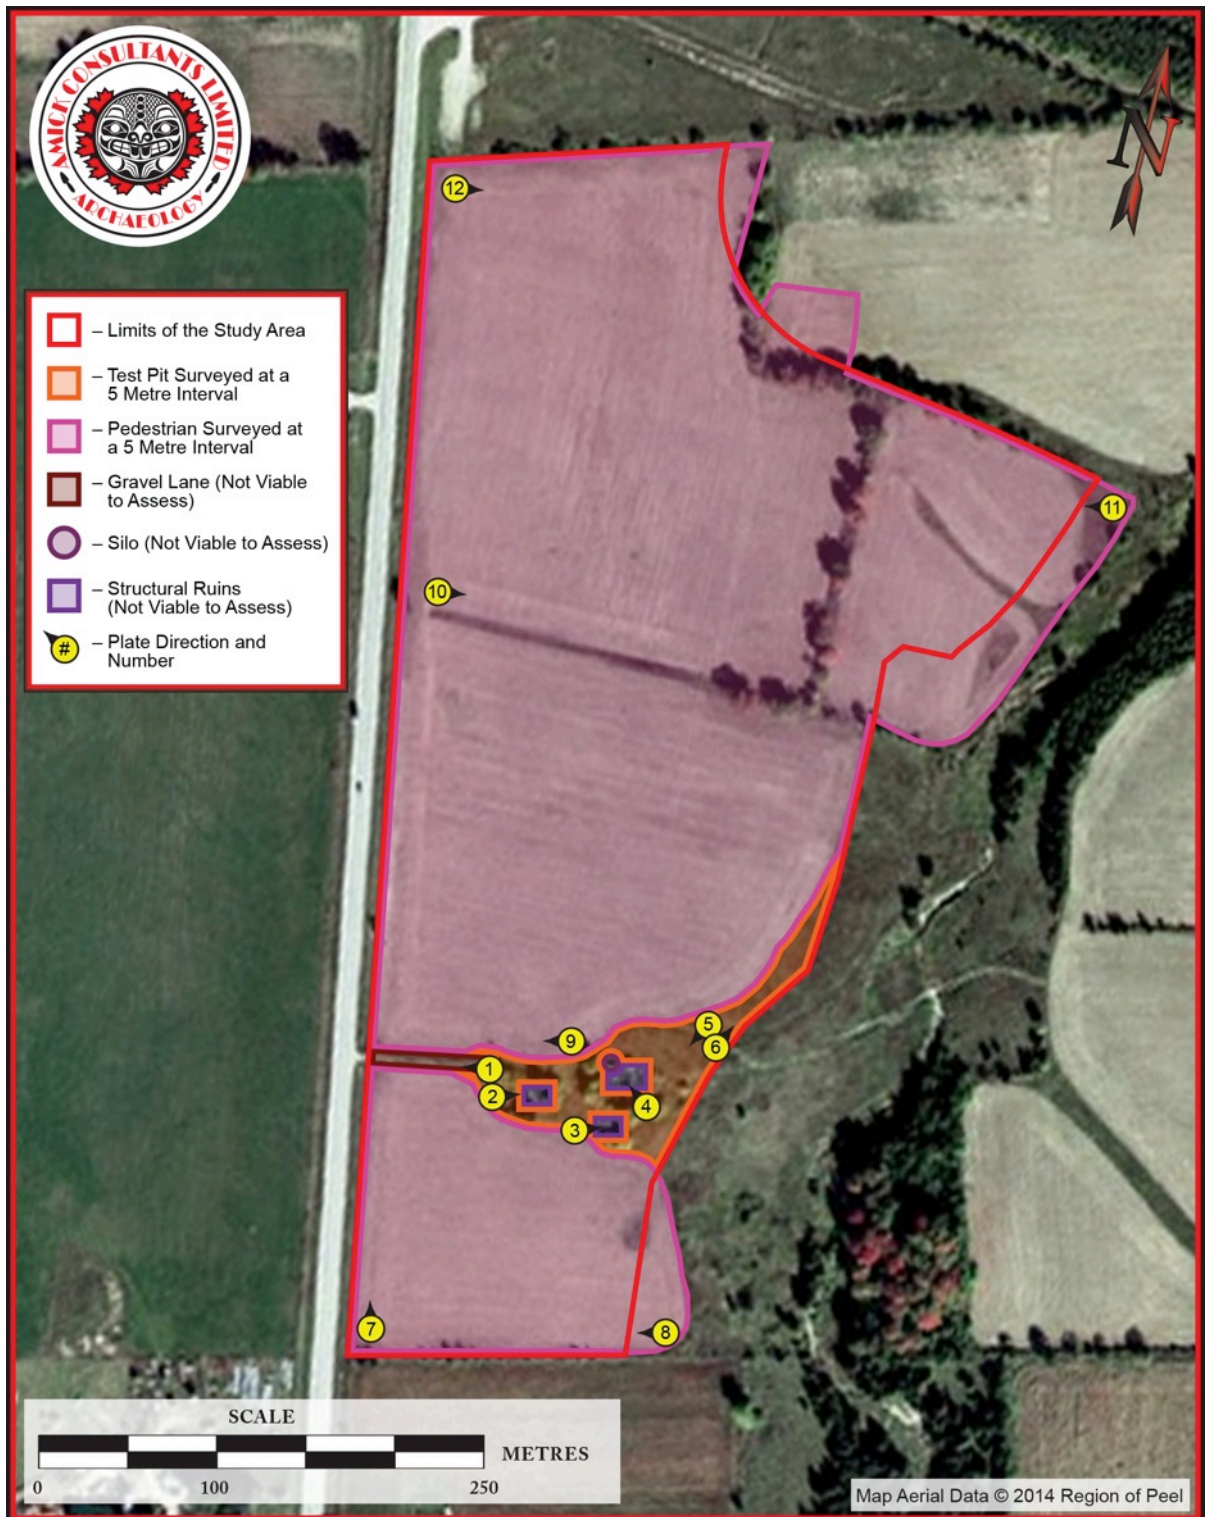 AMICK CONSULTANTS LIMITED
ARCHAEOLOGY
N
– Limits of the Study Area
– Test Pit Surveyed at a
5 Metre Interval
– Pedestrian Surveyed at
a 5 Metre Interval
– Gravel Lane (Not Viable
to Assess)
– Silo (Not Viable to Assess)
– Structural Ruins
(Not Viable to Assess)
# – Plate Direction and
Number
12
11
10
5
9
6
1
2
4
3
7
8
SCALE
METRES
0 100 250
Map Aerial Data © 2014 Region of Peel